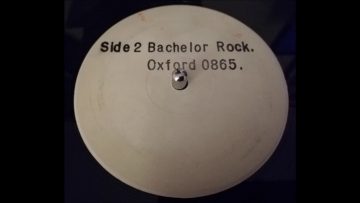 Side 2 Bachelor Rock.
Oxford 0865.